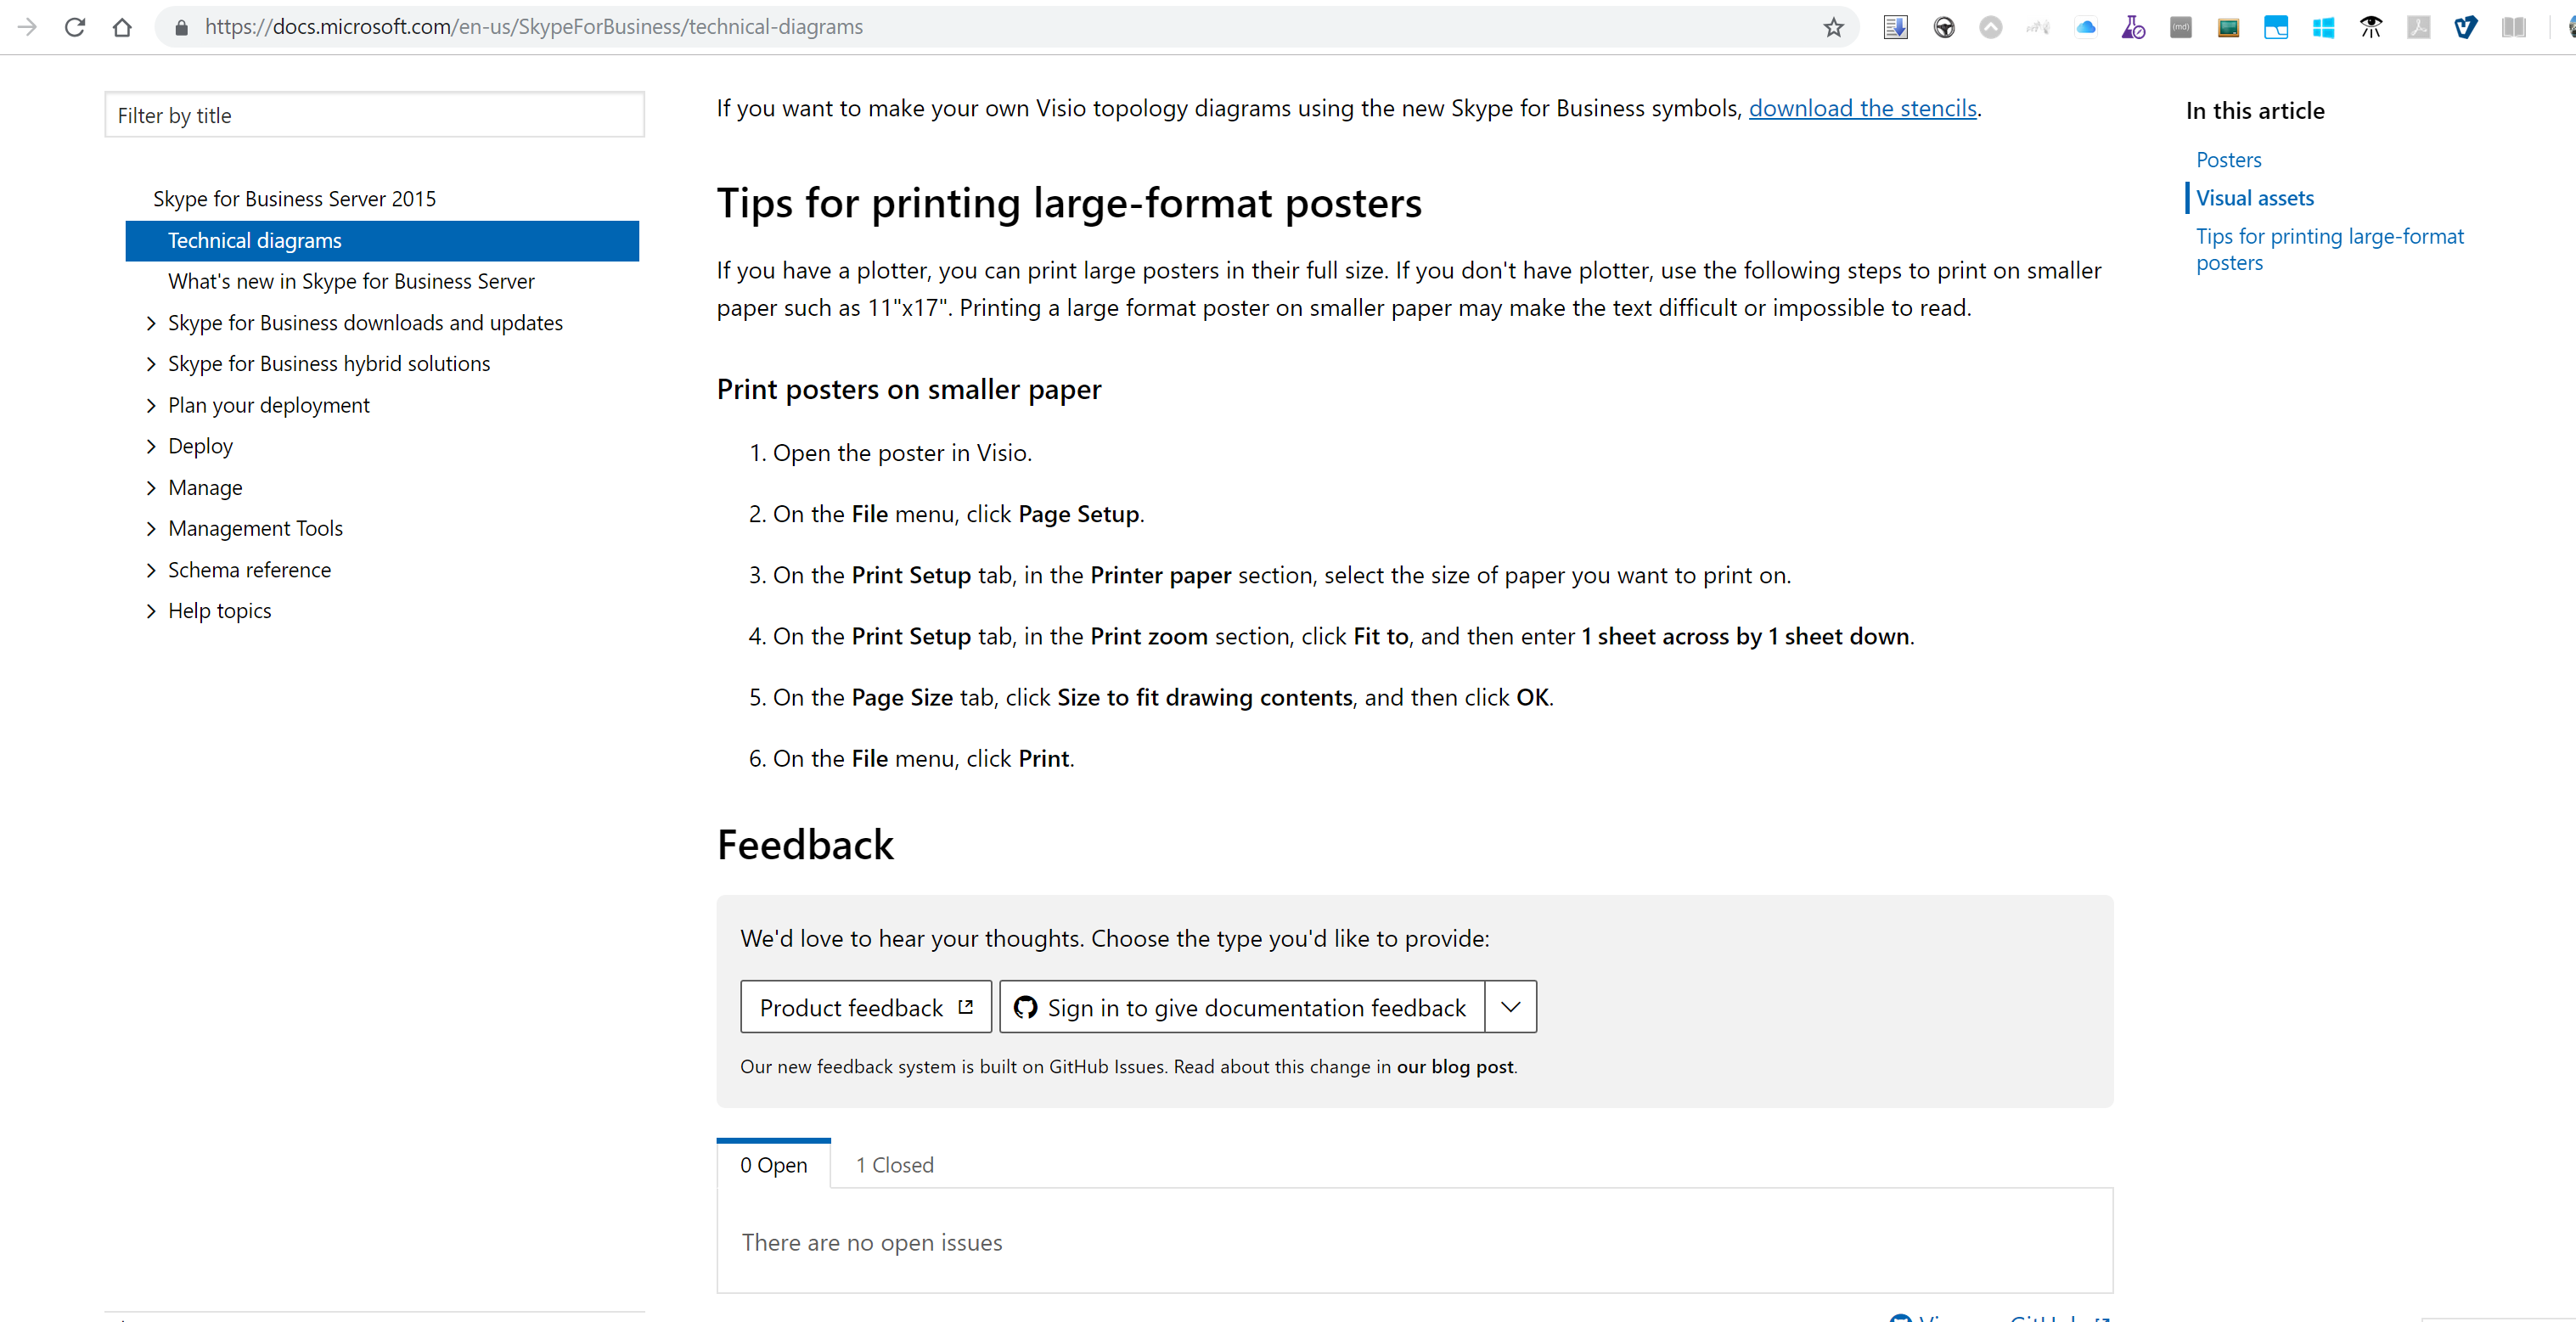 https://docs.microsoft.com/en-us/SkypeForBusiness/technical-diagrams
Filter by title
Skype for Business Server 2015
Technical diagrams
What's new in Skype for Business Server
Skype for Business downloads and updates
Skype for Business hybrid solutions
Plan your deployment
Deploy
Manage
Management Tools
Schema reference
Help topics
If you want to make your own Visio topology diagrams using the new Skype for Business symbols, download the stencils.
Tips for printing large-format posters
If you have a plotter, you can print large posters in their full size. If you don't have plotter, use the following steps to print on smaller
paper such as 11"x17". Printing a large format poster on smaller paper may make the text difficult or impossible to read.
Print posters on smaller paper
1. Open the poster in Visio.
2. On the File menu, click Page Setup.
3. On the Print Setup tab, in the Printer paper section, select the size of paper you want to print on.
4. On the Print Setup tab, in the Print zoom section, click Fit to, and then enter 1 sheet across by 1 sheet down.
5. On the Page Size tab, click Size to fit drawing contents, and then click OK.
6. On the File menu, click Print.
Feedback
We'd love to hear your thoughts. Choose the type you'd like to provide:
Product feedback
Sign in to give documentation feedback
Our new feedback system is built on GitHub Issues. Read about this change in our blog post.
0 Open
1 Closed
There are no open issues
In this article
Posters
Visual assets
Tips for printing large-format
posters